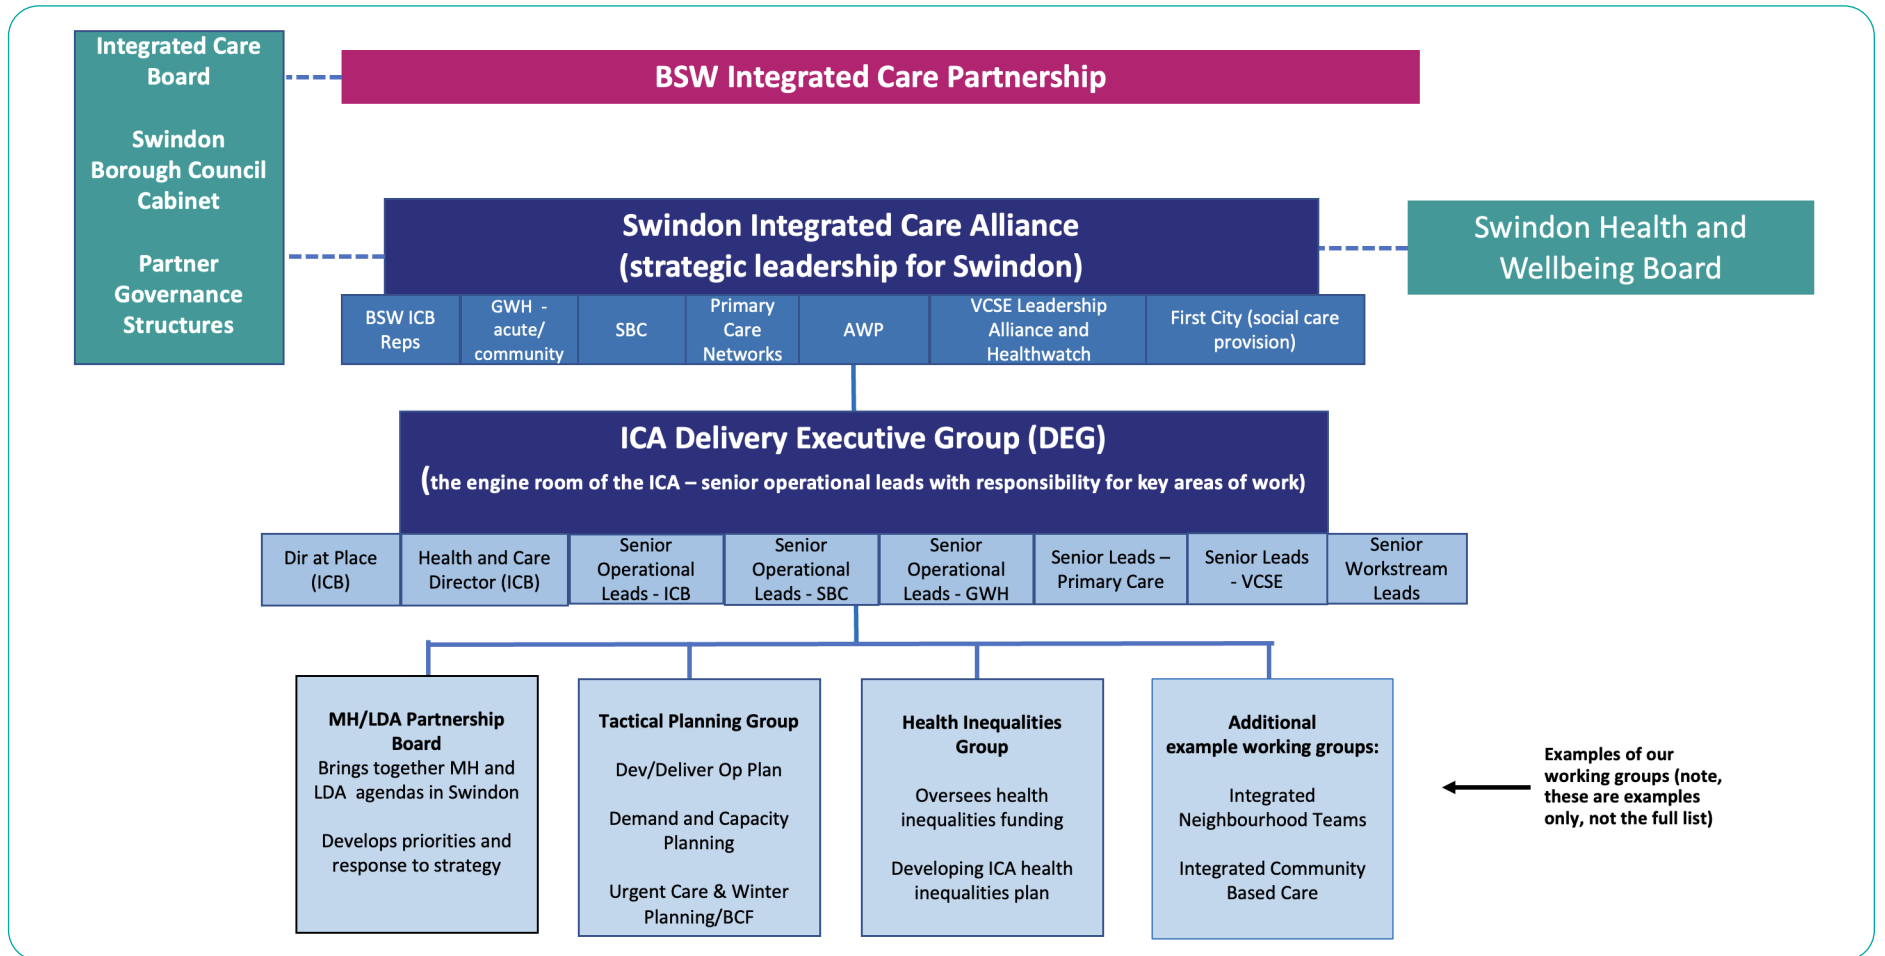 Integrated Care
Board
Swindon
Borough Council
Cabinet
Partner
Governance
Structures
BSW Integrated Care Partnership
Swindon Integrated Care Alliance
(strategic leadership for Swindon)
Swindon Health and
Wellbeing Board
BSW ICB
Reps
GWH -
acute/
community
SBC
Primary
Care
Networks
AWP
VCSE Leadership
Alliance and
Healthwatch
First City (social care
provision)
ICA Delivery Executive Group (DEG)
(the engine room of the ICA – senior operational leads with responsibility for key areas of work)
Dir at Place
(ICB)
Health and Care
Director (ICB)
Senior
Operational
Leads - ICB
Senior
Operational
Leads - SBC
Senior
Operational
Leads - GWH
Senior Leads –
Primary Care
Senior Leads
- VCSE
Senior
Workstream
Leads
MH/LDA Partnership
Board
Brings together MH and
LDA agendas in Swindon
Develops priorities and
response to strategy
Tactical Planning Group
Dev/Deliver Op Plan
Demand and Capacity
Planning
Urgent Care & Winter
Planning/BCF
Health Inequalities
Group
Oversees health
inequalities funding
Developing ICA health
inequalities plan
Additional
example working groups:
Integrated
Neighbourhood Teams
Integrated Community
Based Care
Examples of our
working groups (note,
these are examples
only, not the full list)